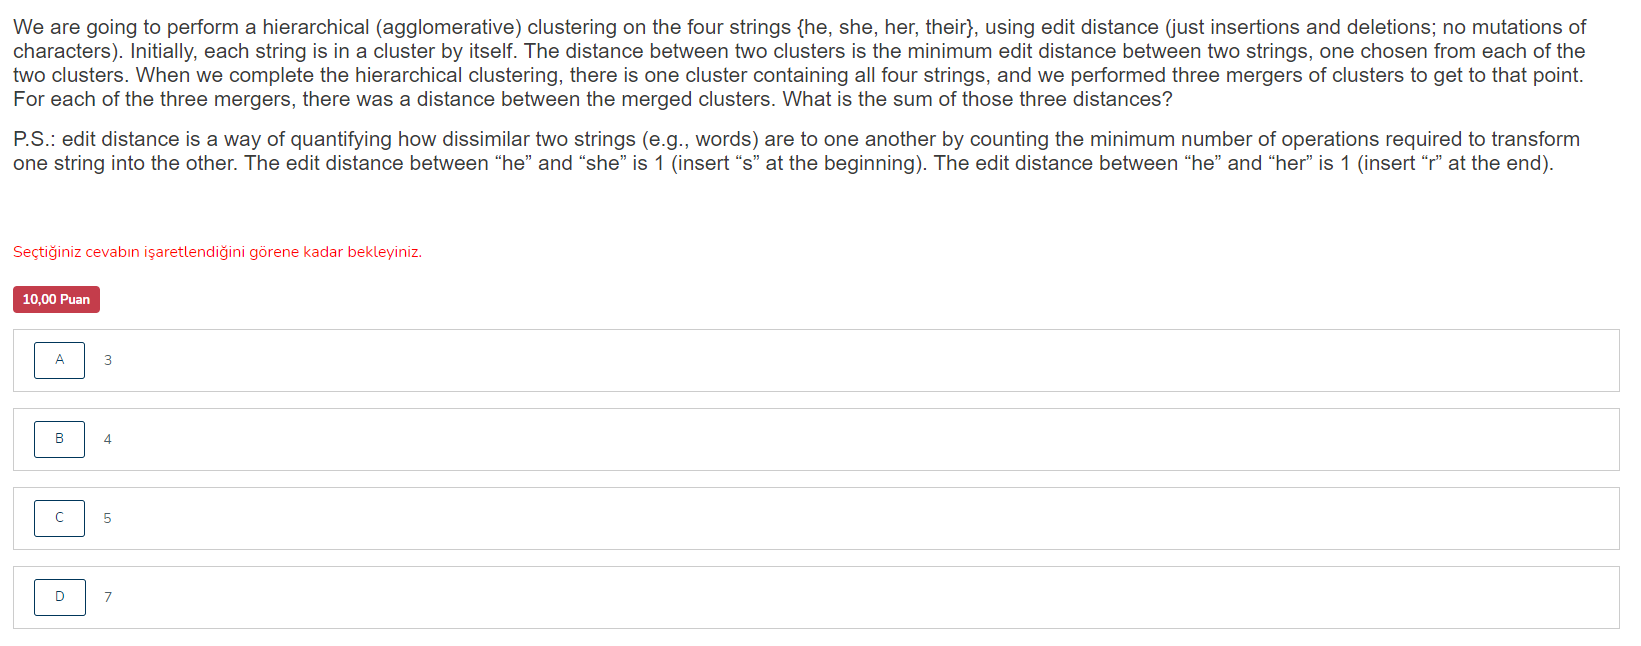 We are going to perform a hierarchical (agglomerative) clustering on the four strings {he, she, her, their}, using edit distance (just insertions and deletions; no mutations of
characters). Initially, each string is in a cluster by itself. The distance between two clusters is the minimum edit distance between two strings, one chosen from each of the
two clusters. When we complete the hierarchical clustering, there is one cluster containing all four strings, and we performed three mergers of clusters to get to that point.
For each of the three mergers, there was a distance between the merged clusters. What is the sum of those three distances?
P.S.: edit distance is a way of quantifying how dissimilar two strings (e.g., words) are to one another by counting the minimum number of operations required to transform
one string into the other. The edit distance between “he” and “she” is 1 (insert “s” at the beginning). The edit distance between “he” and “her” is 1 (insert “r” at the end).
Seçtiğiniz cevabın işaretlendiğini görene kadar bekleyiniz.
10,00 Puan
A 3
B 4
C 5
D 7